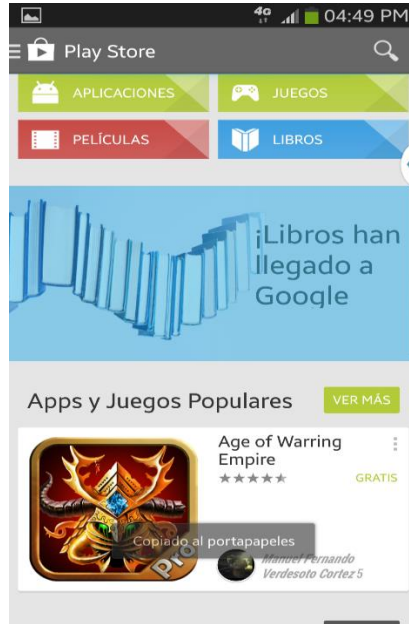 4G 04:49 PM
Play Store
APLICACIONES JUEGOS
PELÍCULAS LIBROS
¡Libros han
llegado a
Google
Apps y Juegos Populares VER MÁS
Age of Warring
Empire
GRATIS
Pro
Copiado al portapapeles
Manuel Fernando
Verdesoto Cortez 5